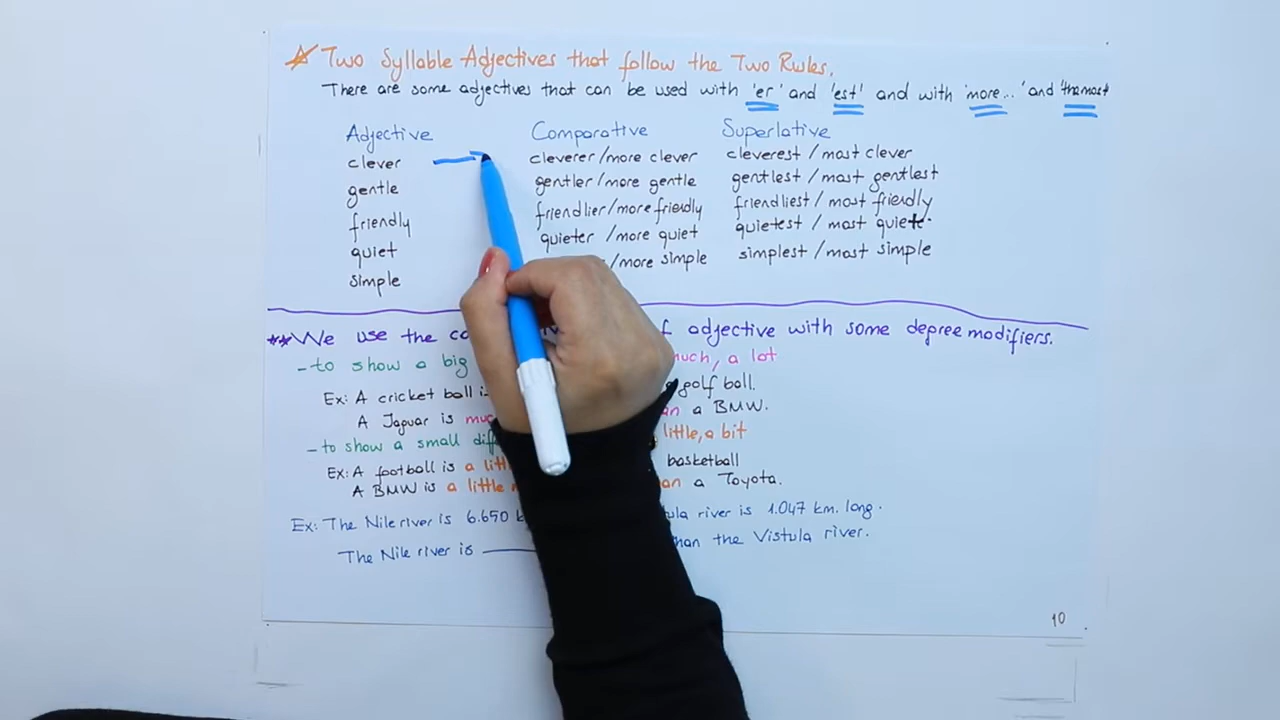 Two Syllable Adjectives that follow the Two Rules.
There are some adjectives that can be used with 'er' and 'est' and with 'more...' and 'the most
Adjective Comparative Superlative
clever cleverer / more clever cleverest / most clever
gentle gentler / more gentle gentlest / most gentlest
friendly friendlier / more friendly friendliest / most friendly
quiet quieter / more quiet quietest / most quiet.
simple / more simple simplest / most simple
**We use the adjective with some degree modifiers.
- to show a big much, a lot
Ex: A cricket ball golf ball.
A Jaguar is a BMW.
- to show a small little, a bit
Ex: A football is a basketball
A BMW is a little a Toyota.
Ex: The Nile river is 6.650 river is 1.047 km. long.
The Nile river is ___ than the Vistula river.
10